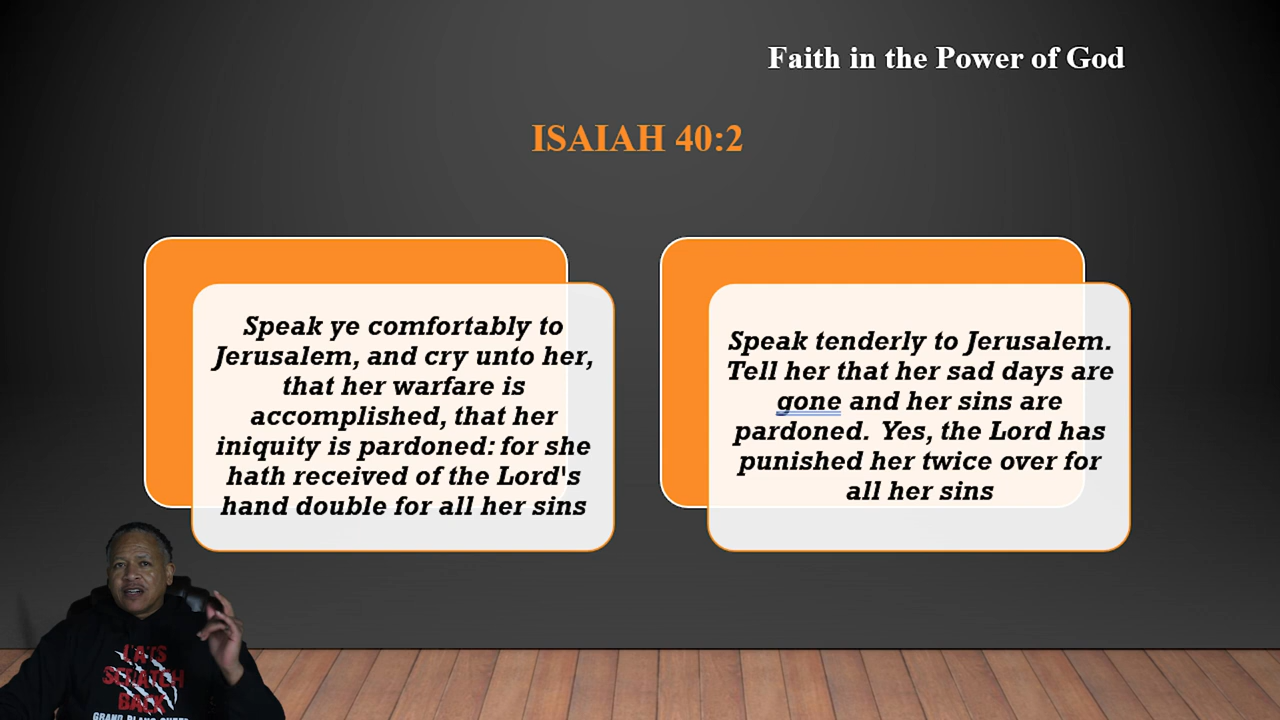 Faith in the Power of God
ISAIAH 40:2
Speak ye comfortably to
Jerusalem, and cry unto her,
that her warfare is
accomplished, that her
iniquity is pardoned: for she
hath received of the Lord's
hand double for all her sins
Speak tenderly to Jerusalem.
Tell her that her sad days are
gone and her sins are
pardoned.  Yes, the Lord has
punished her twice over for
all her sins
SCRATCH
BACK